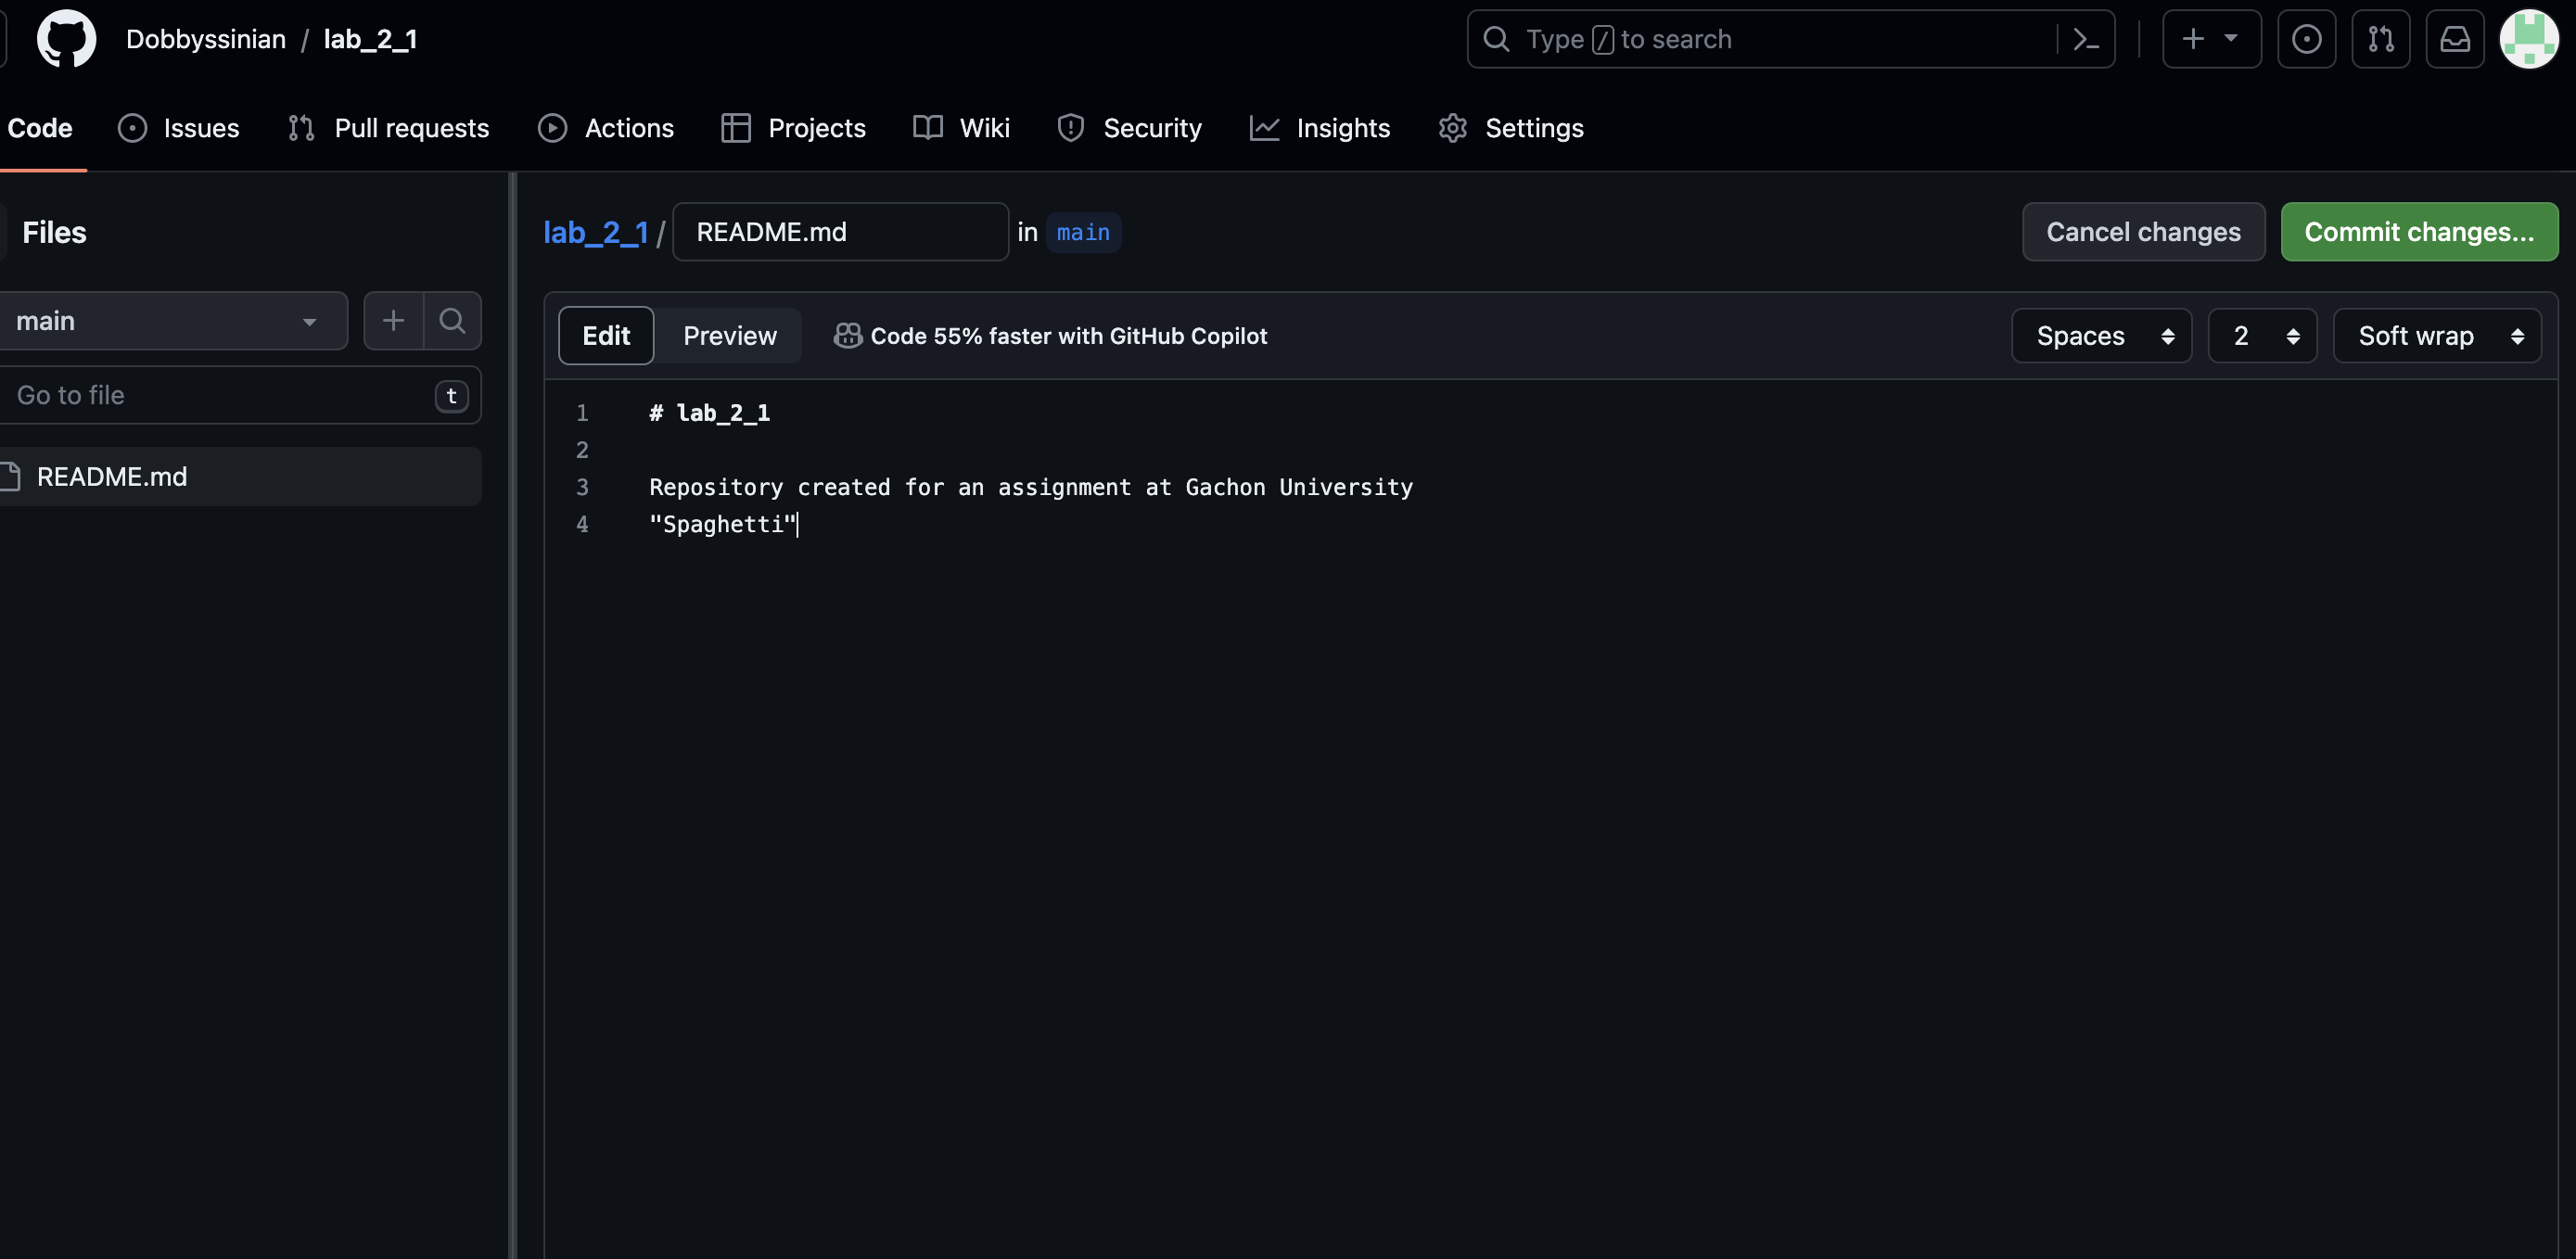 Dobbyssinian / lab_2_1
Type / to search
Code Issues Pull requests Actions Projects Wiki Security Insights Settings
Files
lab_2_1 / README.md in main
Cancel changes Commit changes...
main
Edit Preview Code 55% faster with GitHub Copilot
Spaces 2 Soft wrap
Go to file t
README.md
1 # lab_2_1
2
3 Repository created for an assignment at Gachon University
4 "Spaghetti"